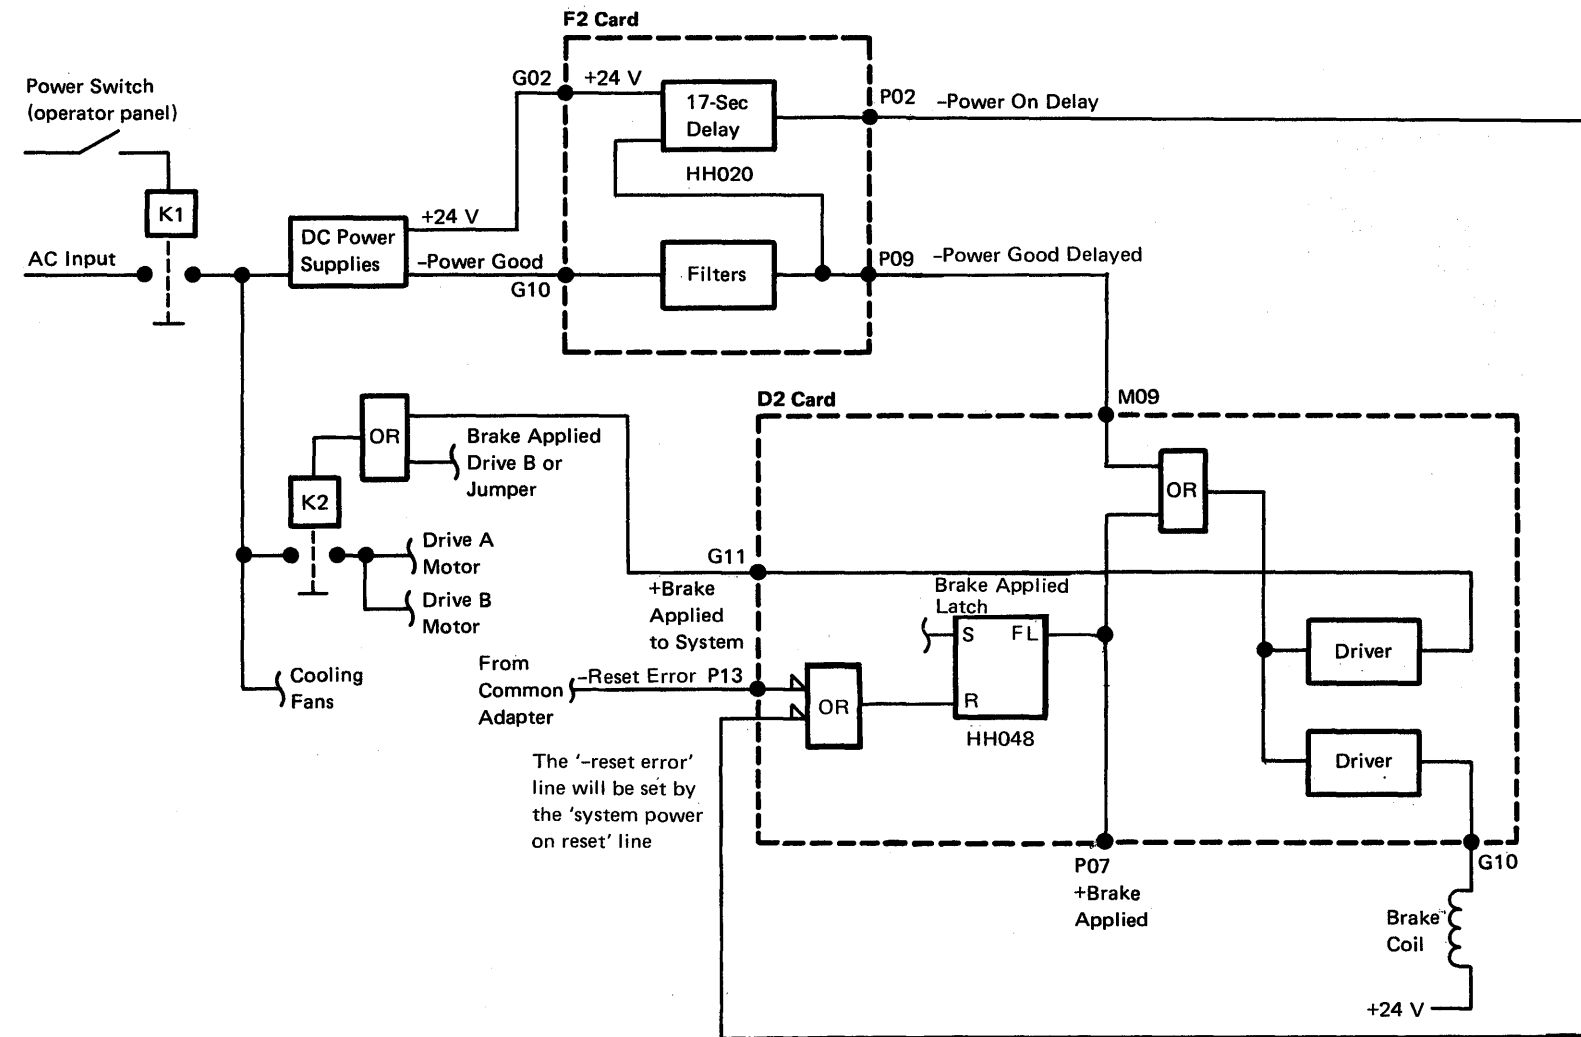 F2 Card
Power Switch
(operator panel)
G02
+24 V
17-Sec
Delay
P02
–Power On Delay
HH020
K1
+24 V
DC Power
Supplies
AC Input
–Power Good
G10
Filters
P09
–Power Good Delayed
D2 Card
M09
OR
Brake Applied
Drive B or
Jumper
K2
OR
Drive A
Motor
Drive B
Motor
G11
+Brake
Applied
to System
Brake Applied
Latch
S
FL
R
HH048
Driver
Cooling
Fans
From
Common
Adapter
–Reset Error P13
OR
The ‘–reset error’
line will be set by
the ‘system power
on reset’ line
Driver
P07
+Brake
Applied
G10
Brake
Coil
+24 V